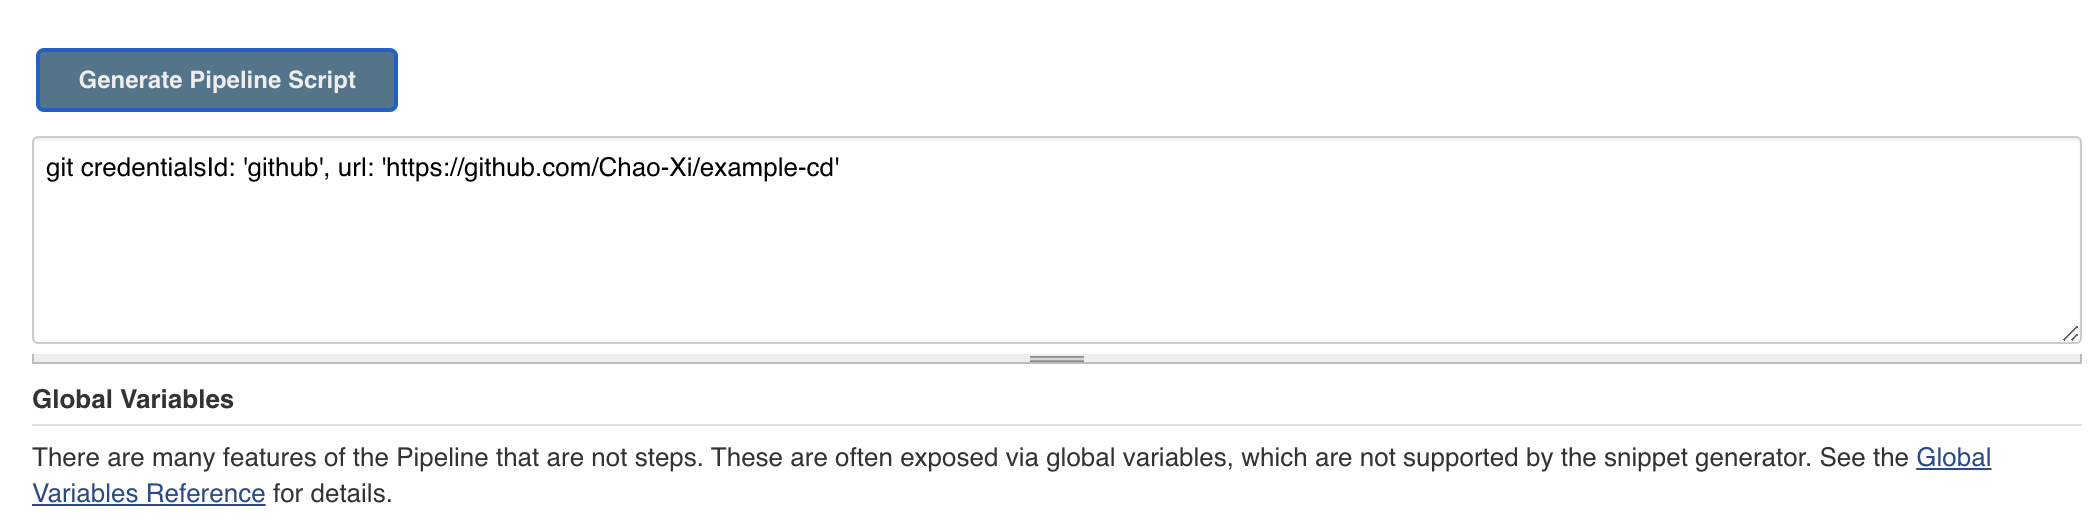 Generate Pipeline Script
git credentialsId: 'github', url: 'https://github.com/Chao-Xi/example-cd'
Global Variables
There are many features of the Pipeline that are not steps. These are often exposed via global variables, which are not supported by the snippet generator. See the Global
Variables Reference for details.